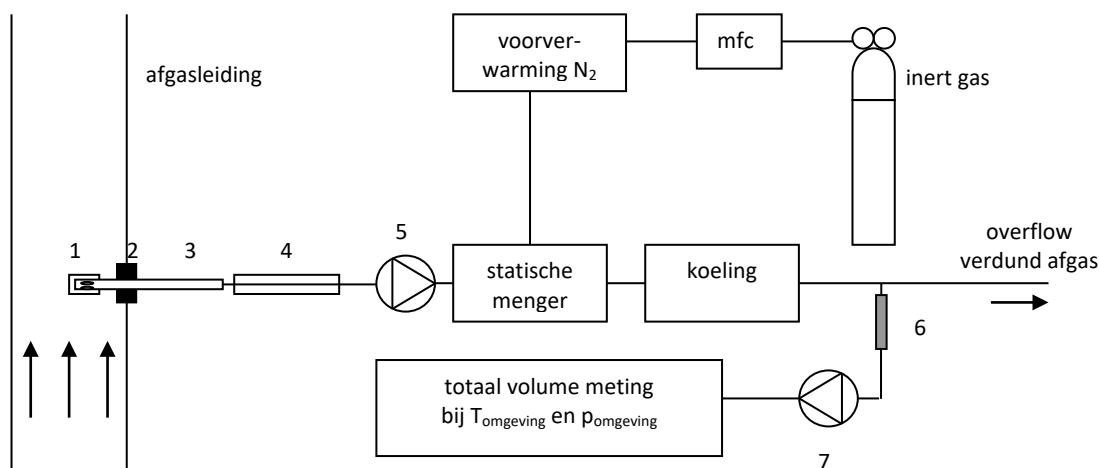 voorver-
warming N₂
mfc
inert gas
afgasleiding
1
2
3
4
5
statische
menger
koeling
overflow
verdund afgas
6
totaal volume meting
bij Tomgeving en pomgeving
7